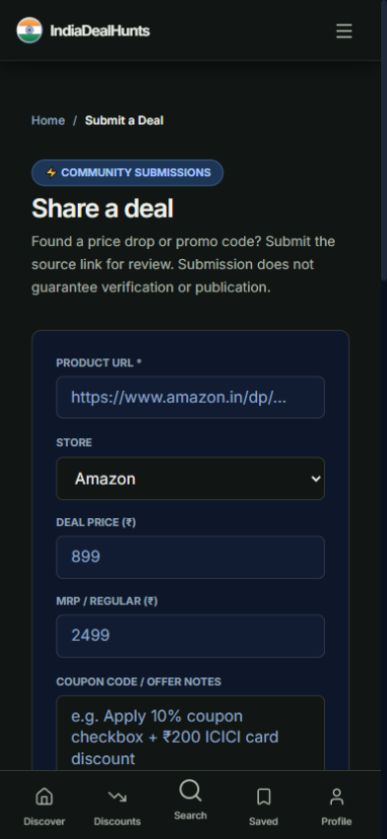 IndiaDealHunts
Home / Submit a Deal
⚡ COMMUNITY SUBMISSIONS
Share a deal
Found a price drop or promo code? Submit the
source link for review. Submission does not
guarantee verification or publication.
PRODUCT URL *
https://www.amazon.in/dp/...
STORE
Amazon
DEAL PRICE (₹)
899
MRP / REGULAR (₹)
2499
COUPON CODE / OFFER NOTES
e.g. Apply 10% coupon
checkbox + ₹200 ICICI card
discount
Discover Discounts Search Saved Profile